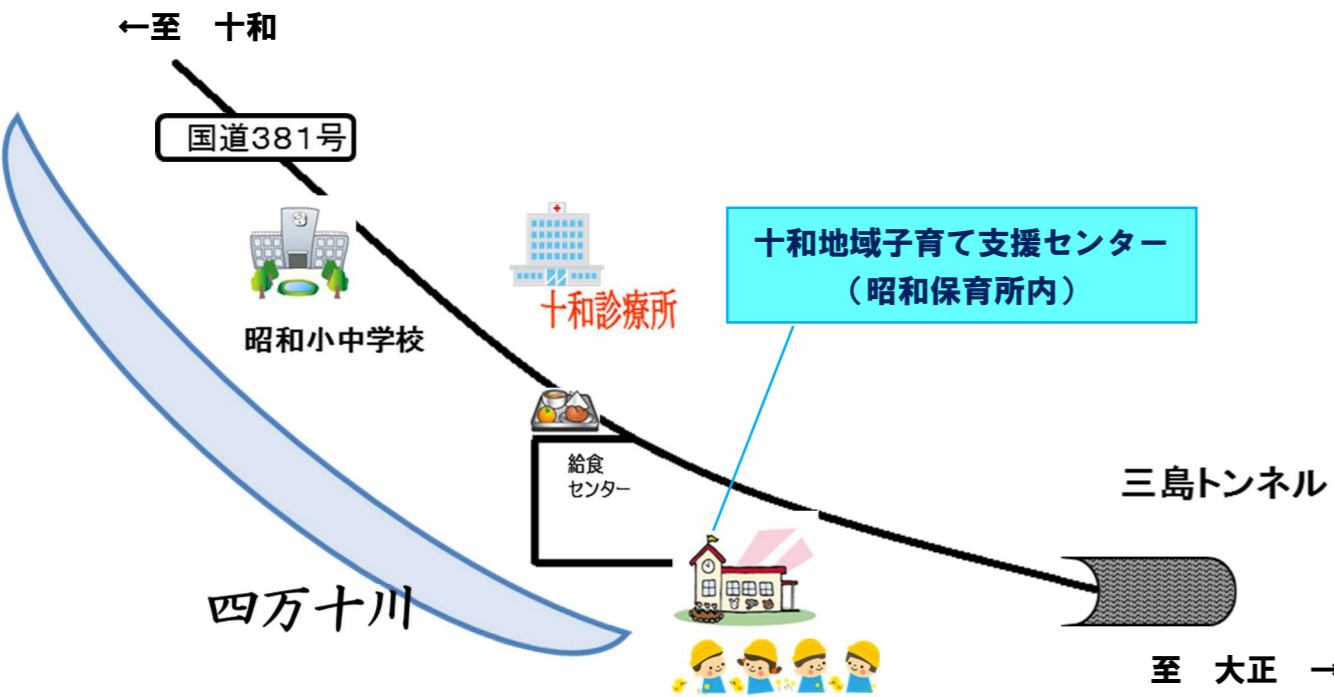 ←至　十和
国道381号
十和地域子育て支援センター
（昭和保育所内）
十和診療所
昭和小中学校
給食
センター
三島トンネル
四万十川
至　大正　→